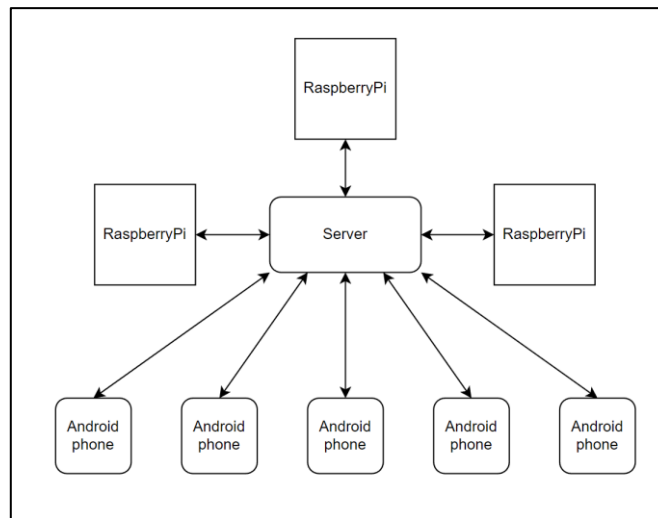 RaspberryPi
RaspberryPi
Server
RaspberryPi
Android
phone
Android
phone
Android
phone
Android
phone
Android
phone